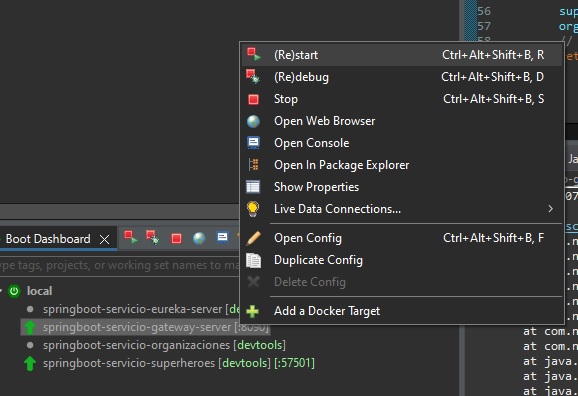 56
57
58
sup
org
//
(Re)start Ctrl+Alt+Shift+B, R
(Re)debug Ctrl+Alt+Shift+B, D
Stop Ctrl+Alt+Shift+B, S
Open Web Browser
Open Console
Open In Package Explorer
Show Properties
Live Data Connections...
Open Config Ctrl+Alt+Shift+B, F
Duplicate Config
Delete Config
Add a Docker Target
Boot Dashboard
type tags, projects, or working set names to ma
local
springboot-servicio-eureka-server [de
springboot-servicio-gateway-server [:8090]
springboot-servicio-organizaciones [devtools]
springboot-servicio-superheroes [devtools] [:57501]
Ja
07
at com.n
at java.
at java.
at java.